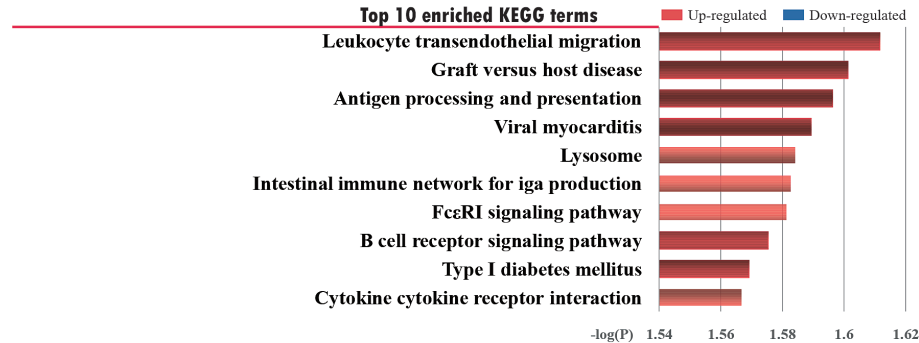 Top 10 enriched KEGG terms
Up-regulated Down-regulated
Leukocyte transendothelial migration
Graft versus host disease
Antigen processing and presentation
Viral myocarditis
Lysosome
Intestinal immune network for iga production
FcεRI signaling pathway
B cell receptor signaling pathway
Type I diabetes mellitus
Cytokine cytokine receptor interaction
-log(P) 1.54 1.56 1.58 1.6 1.62